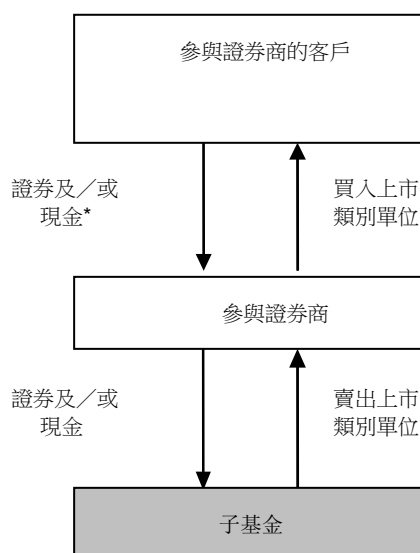 參與證券商的客戶
證券及／或
現金*
買入上市
類別單位
參與證券商
證券及／或
現金
賣出上市
類別單位
子基金